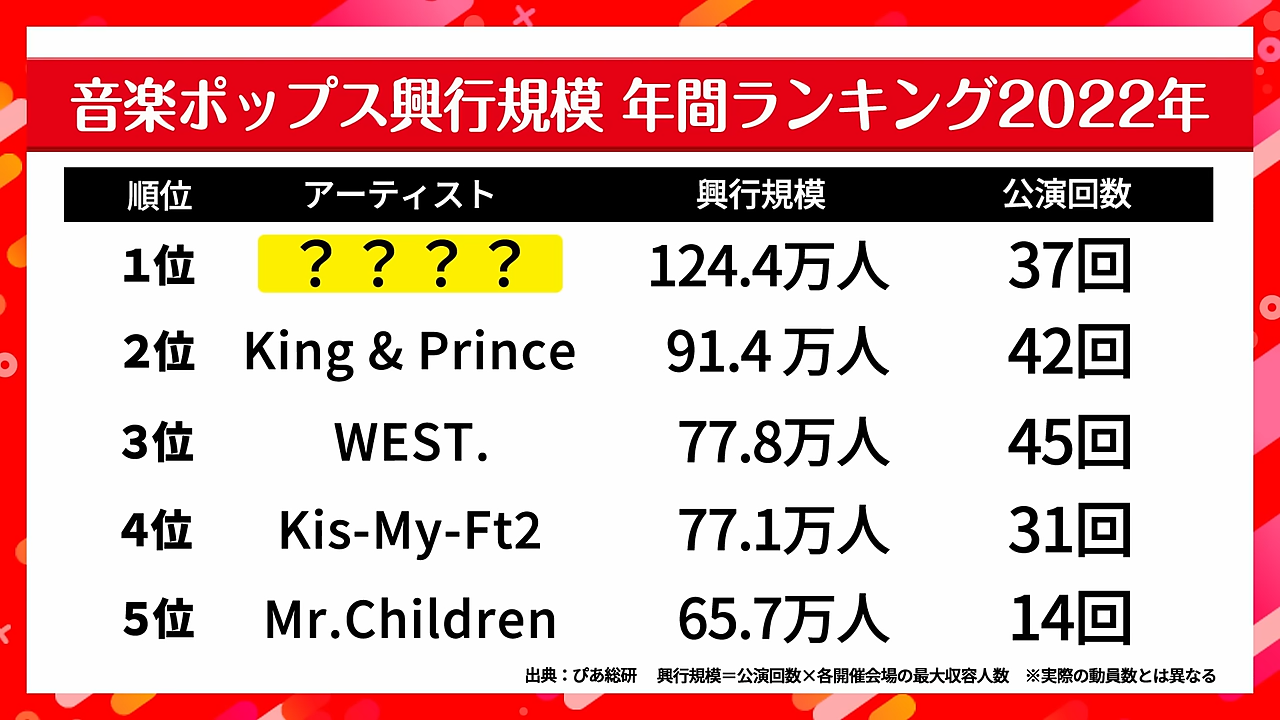 音楽ポップス興行規模 年間ランキング2022年
順位 アーティスト 興行規模 公演回数
1位 ???? 124.4万人 37回
2位 King & Prince 91.4万人 42回
3位 WEST. 77.8万人 45回
4位 Kis-My-Ft2 77.1万人 31回
5位 Mr.Children 65.7万人 14回
出典：ぴあ総研 興行規模＝公演回数×各開催会場の最大収容人数 ※実際の動員数とは異なる